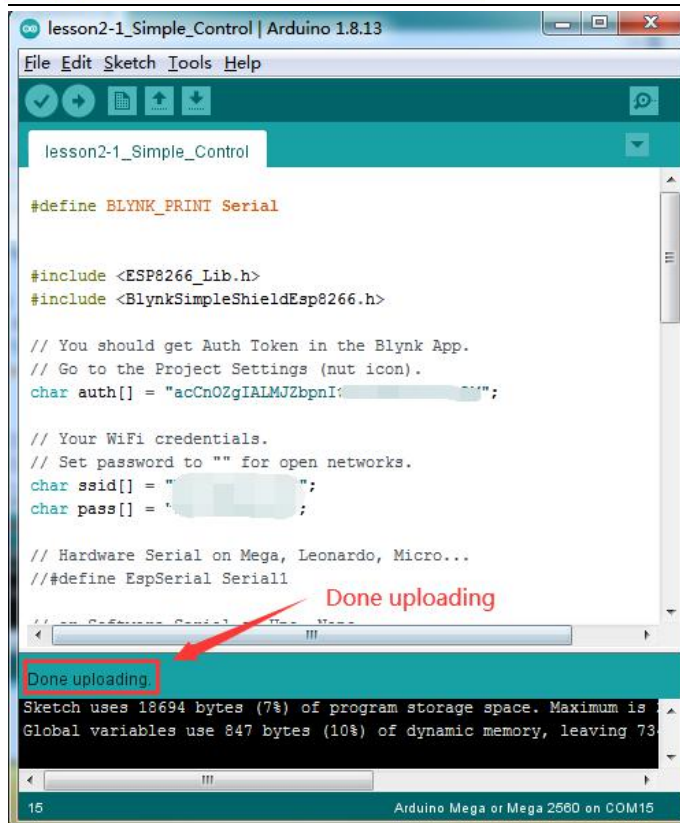 lesson2-1_Simple_Control | Arduino 1.8.13
File Edit Sketch Tools Help
lesson2-1_Simple_Control
#define BLYNK_PRINT Serial
#include <ESP8266_Lib.h>
#include <BlynkSimpleShieldEsp8266.h>
// You should get Auth Token in the Blynk App.
// Go to the Project Settings (nut icon).
char auth[] = "acCnOZgIALMJZbpnI";
// Your WiFi credentials.
// Set password to "" for open networks.
char ssid[] = "";
char pass[] = ";
// Hardware Serial on Mega, Leonardo, Micro...
//#define EspSerial Serial1
Done uploading
Done uploading.
Sketch uses 18694 bytes (7%) of program storage space. Maximum is
Global variables use 847 bytes (10%) of dynamic memory, leaving 73
15 Arduino Mega or Mega 2560 on COM15